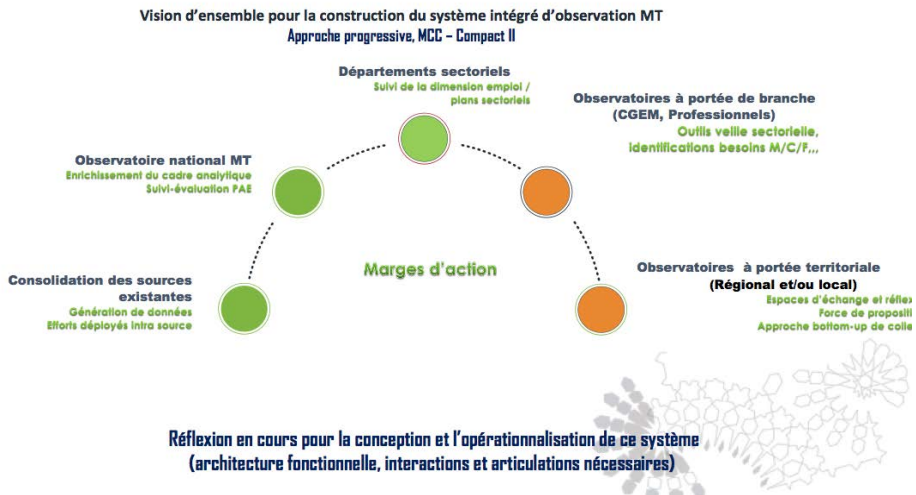 Vision d'ensemble pour la construction du système intégré d'observation MT
Approche progressive, MCC – Compact II
Départements sectoriels
Suivi de la dimension emploi /
plans sectoriels
Observatoires à portée de branche
(CGEM, Professionnels)
Outils veille sectorielle,
Identifications besoins M/C/F,,,
Observatoire national MT
Enrichissement du cadre analytique
Suivi-évaluation PAE
Marges d'action
Consolidation des sources
existantes
Génération de données
Efforts déployés intra source
Observatoires à portée territoriale
(Régional et/ou local)
Espaces d'échange et réflex
Force de propositi
Approche bottom-up de colle
Réflexion en cours pour la conception et l'opérationnalisation de ce système
(architecture fonctionnelle, interactions et articulations nécessaires)